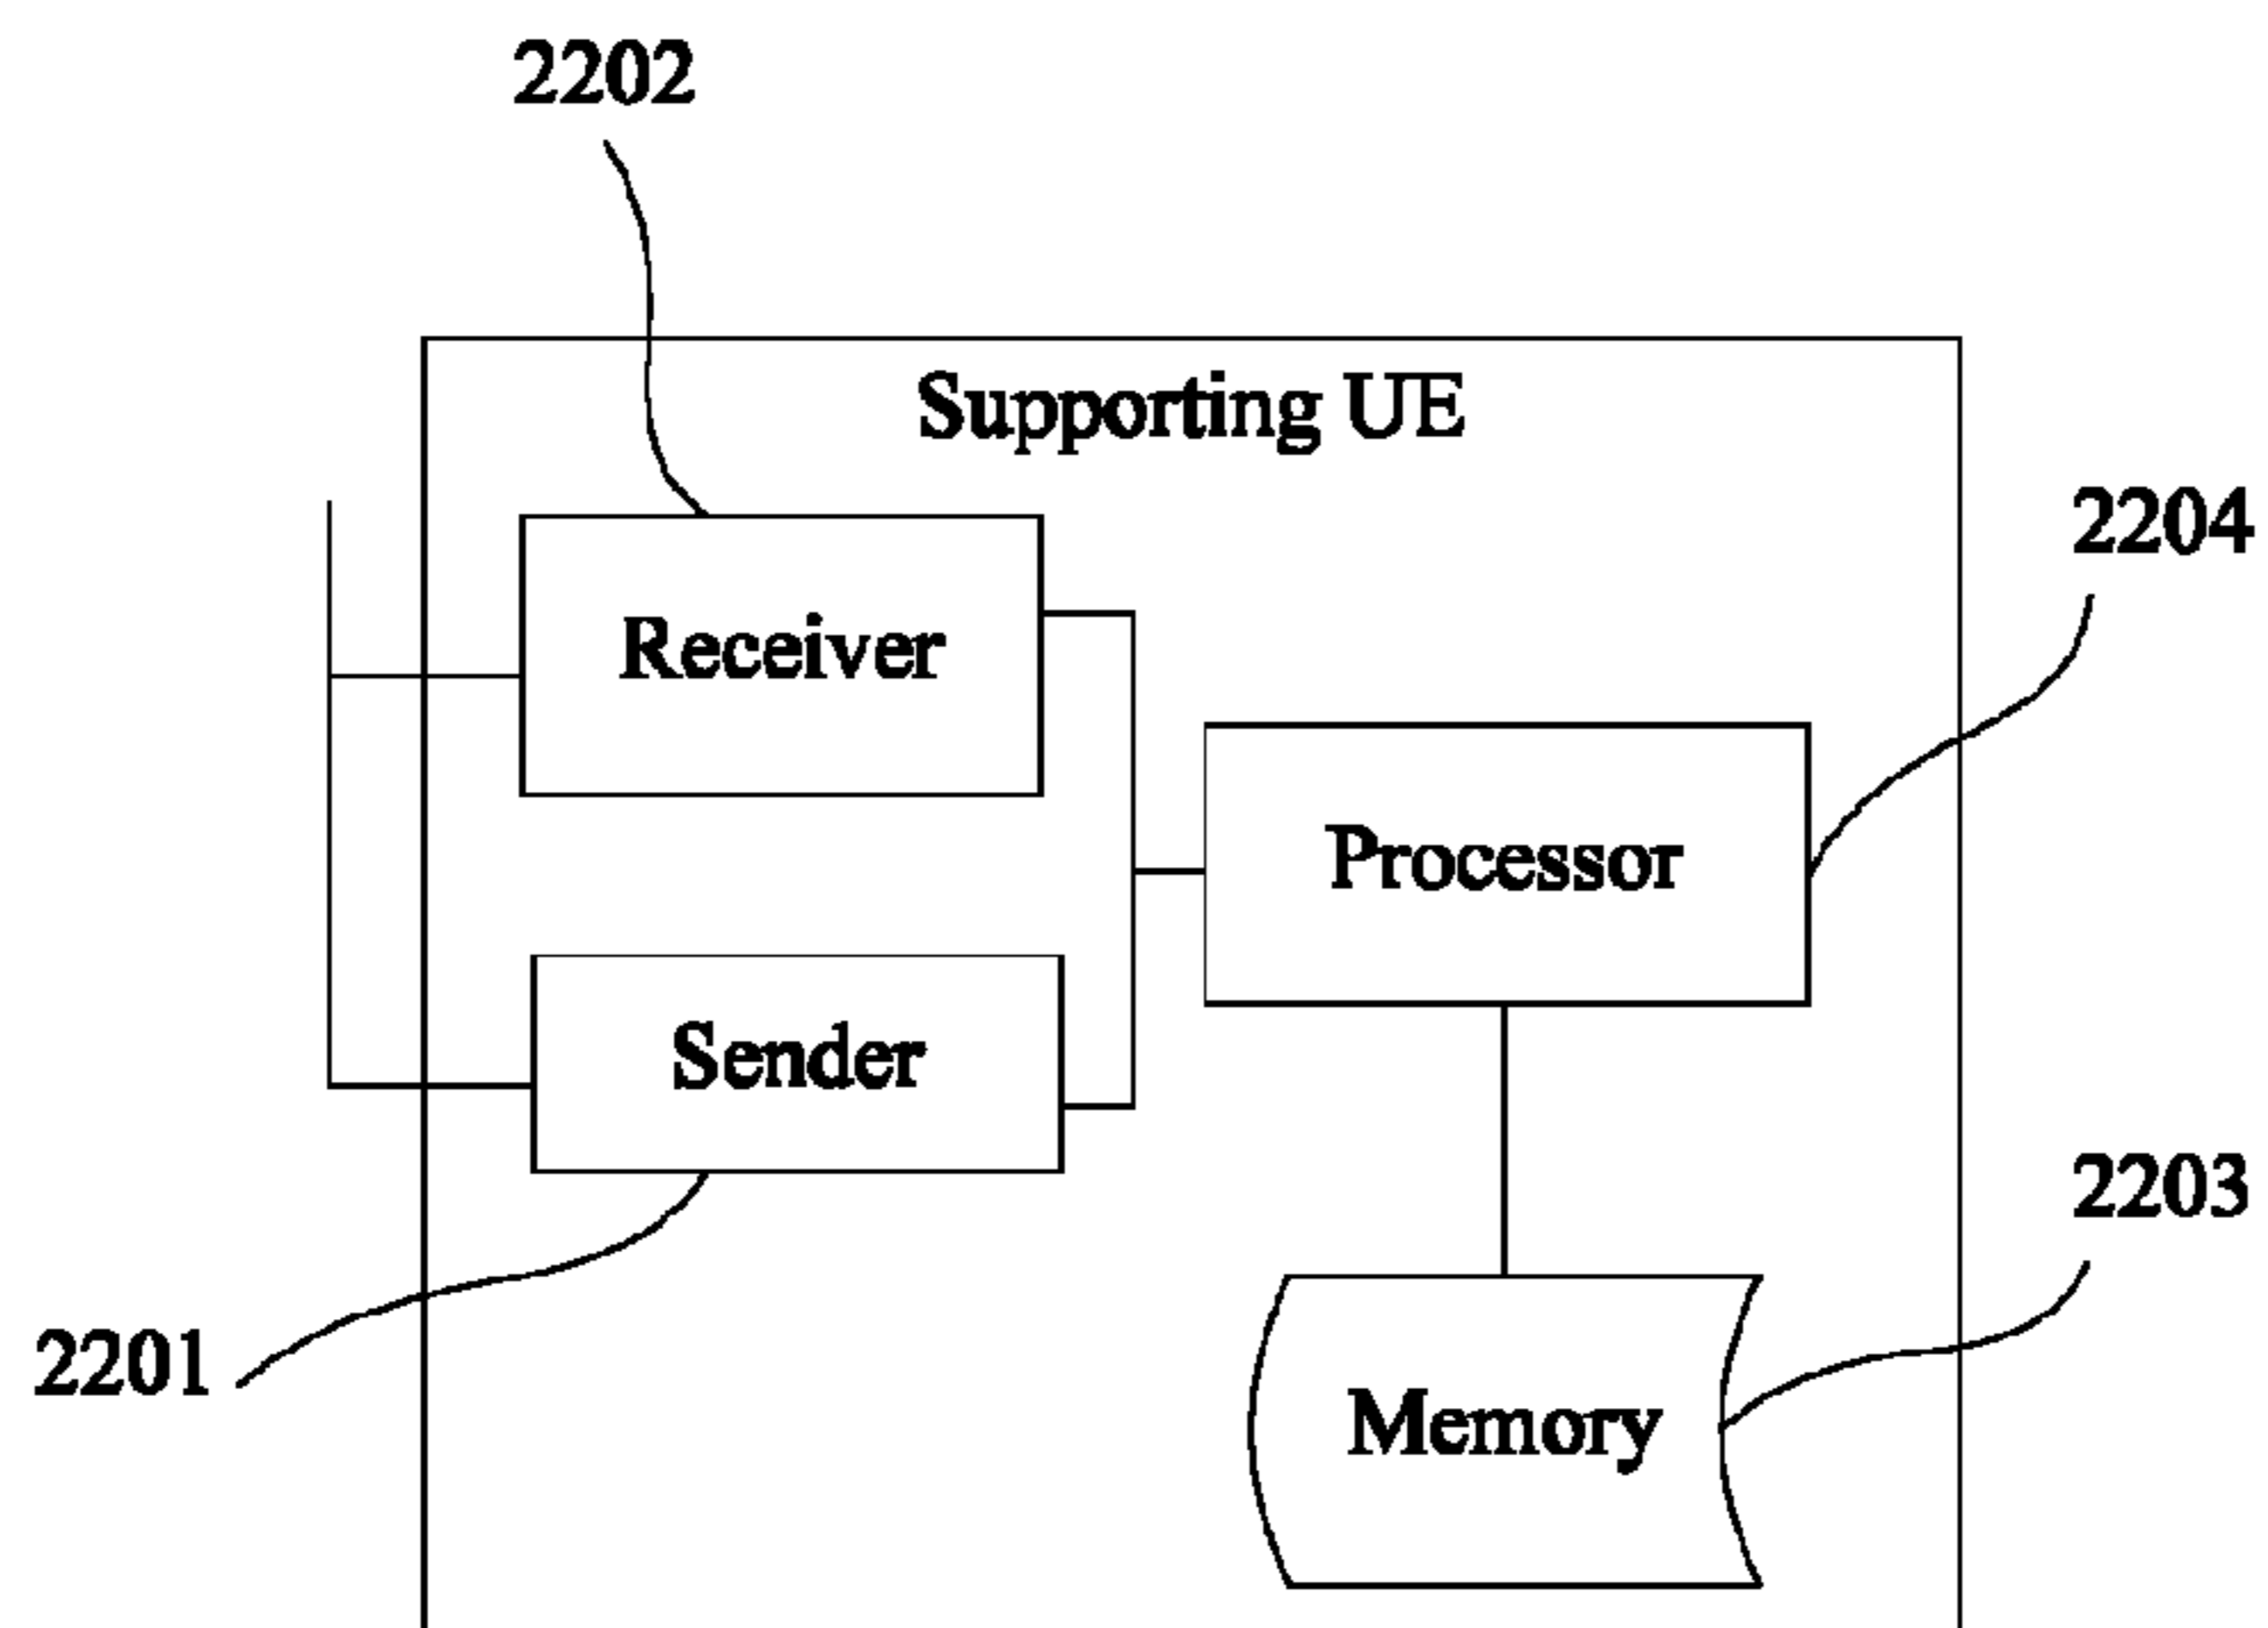 2202
Supporting UE
2204
Receiver
Processor
Sender
2203
2201
Memory